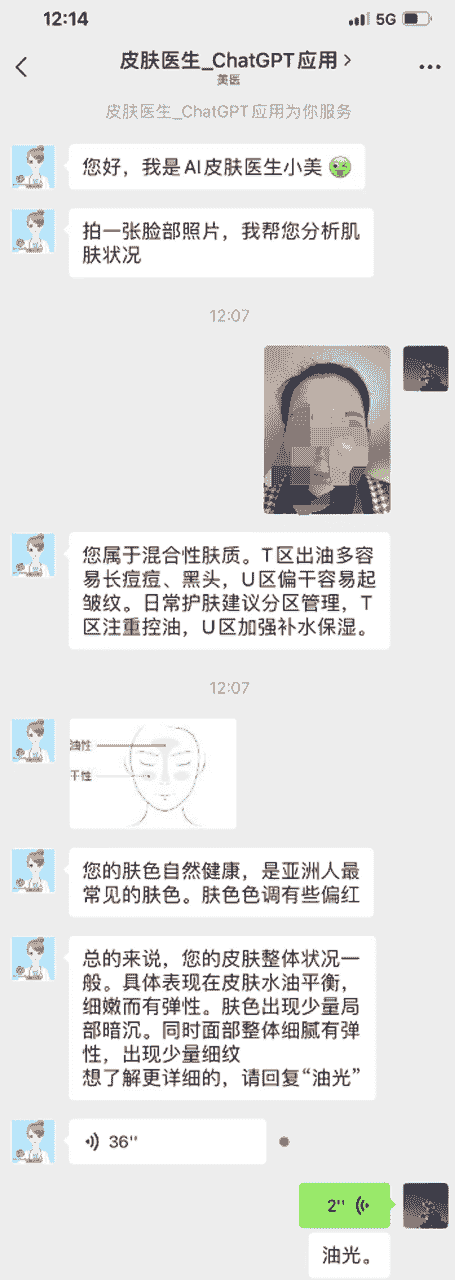 12:14
5G
皮肤医生_ChatGPT应用
美医
皮肤医生_ChatGPT应用为你服务
您好，我是AI皮肤医生小美
拍一张脸部照片，我帮您分析肌
肤状况
12:07
您属于混合性肤质。T区出油多容
易长痘痘、黑头，U区偏干容易起
皱纹。日常护肤建议分区管理，T
区注重控油，U区加强补水保湿。
12:07
油性
干性
您的肤色自然健康，是亚洲人最
常见的肤色。肤色色调有些偏红
总的来说，您的皮肤整体状况一
般。具体表现在皮肤水油平衡，
细嫩而有弹性。肤色出现少量局
部暗沉。同时面部整体细腻有弹
性，出现少量细纹
想了解更详细的，请回复“油光”
36"
2"
油光。